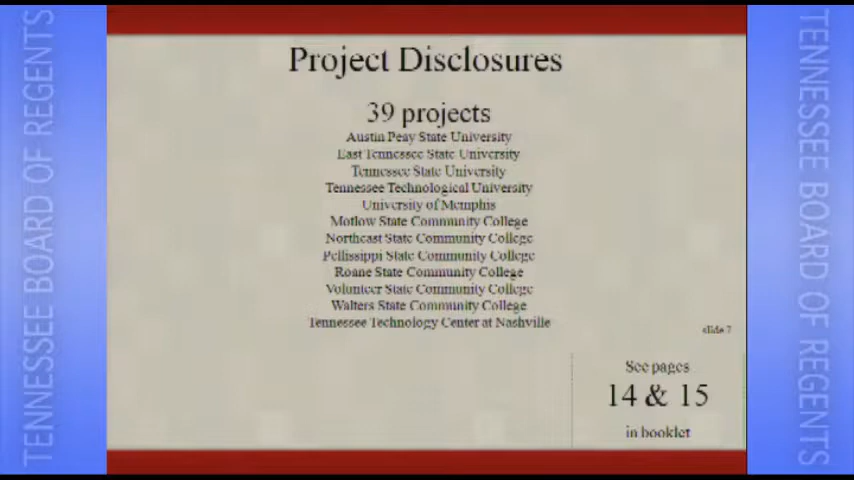 TENNESSEE BOARD OF REGENTS
Project Disclosures
39 projects
Austin Peay State University
East Tennessee State University
Tennessee State University
Tennessee Technological University
University of Memphis
Motlow State Community College
Northeast State Community College
Pellissippi State Community College
Roane State Community College
Volunteer State Community College
Walters State Community College
Tennessee Technology Center at Nashville
slide 7
See pages
14 & 15
in booklet
TENNESSEE BOARD OF REGENTS